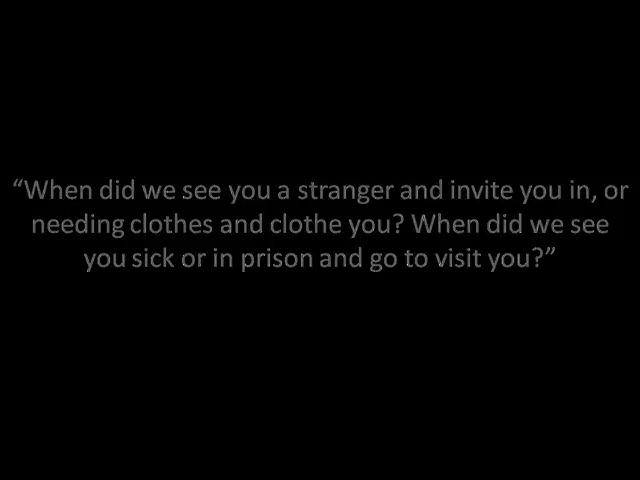 “When did we see you a stranger and invite you in, or
needing clothes and clothe you? When did we see
you sick or in prison and go to visit you?”